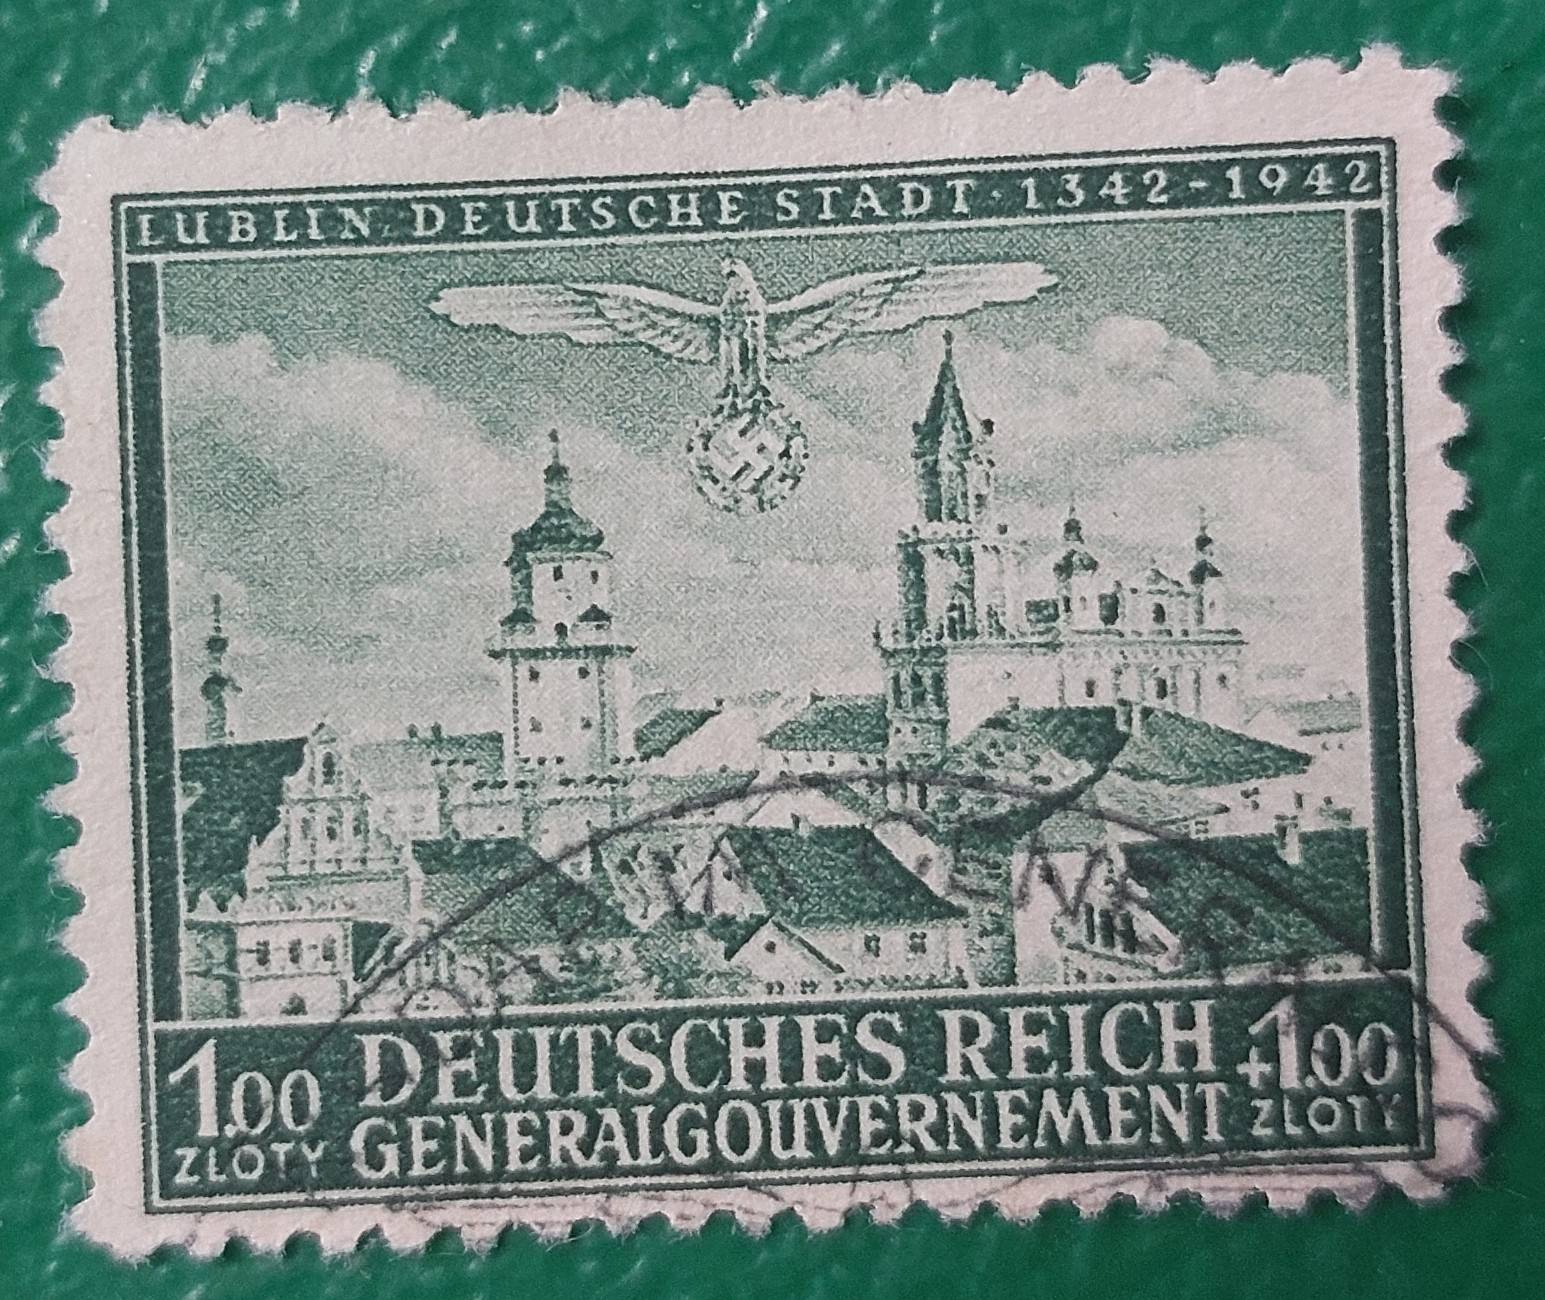 LUBLIN · DEUTSCHE STADT · 1342 - 1942
1.00 DEUTSCHES REICH +1.00
ZLOTY GENERALGOUVERNEMENT ZLOTY